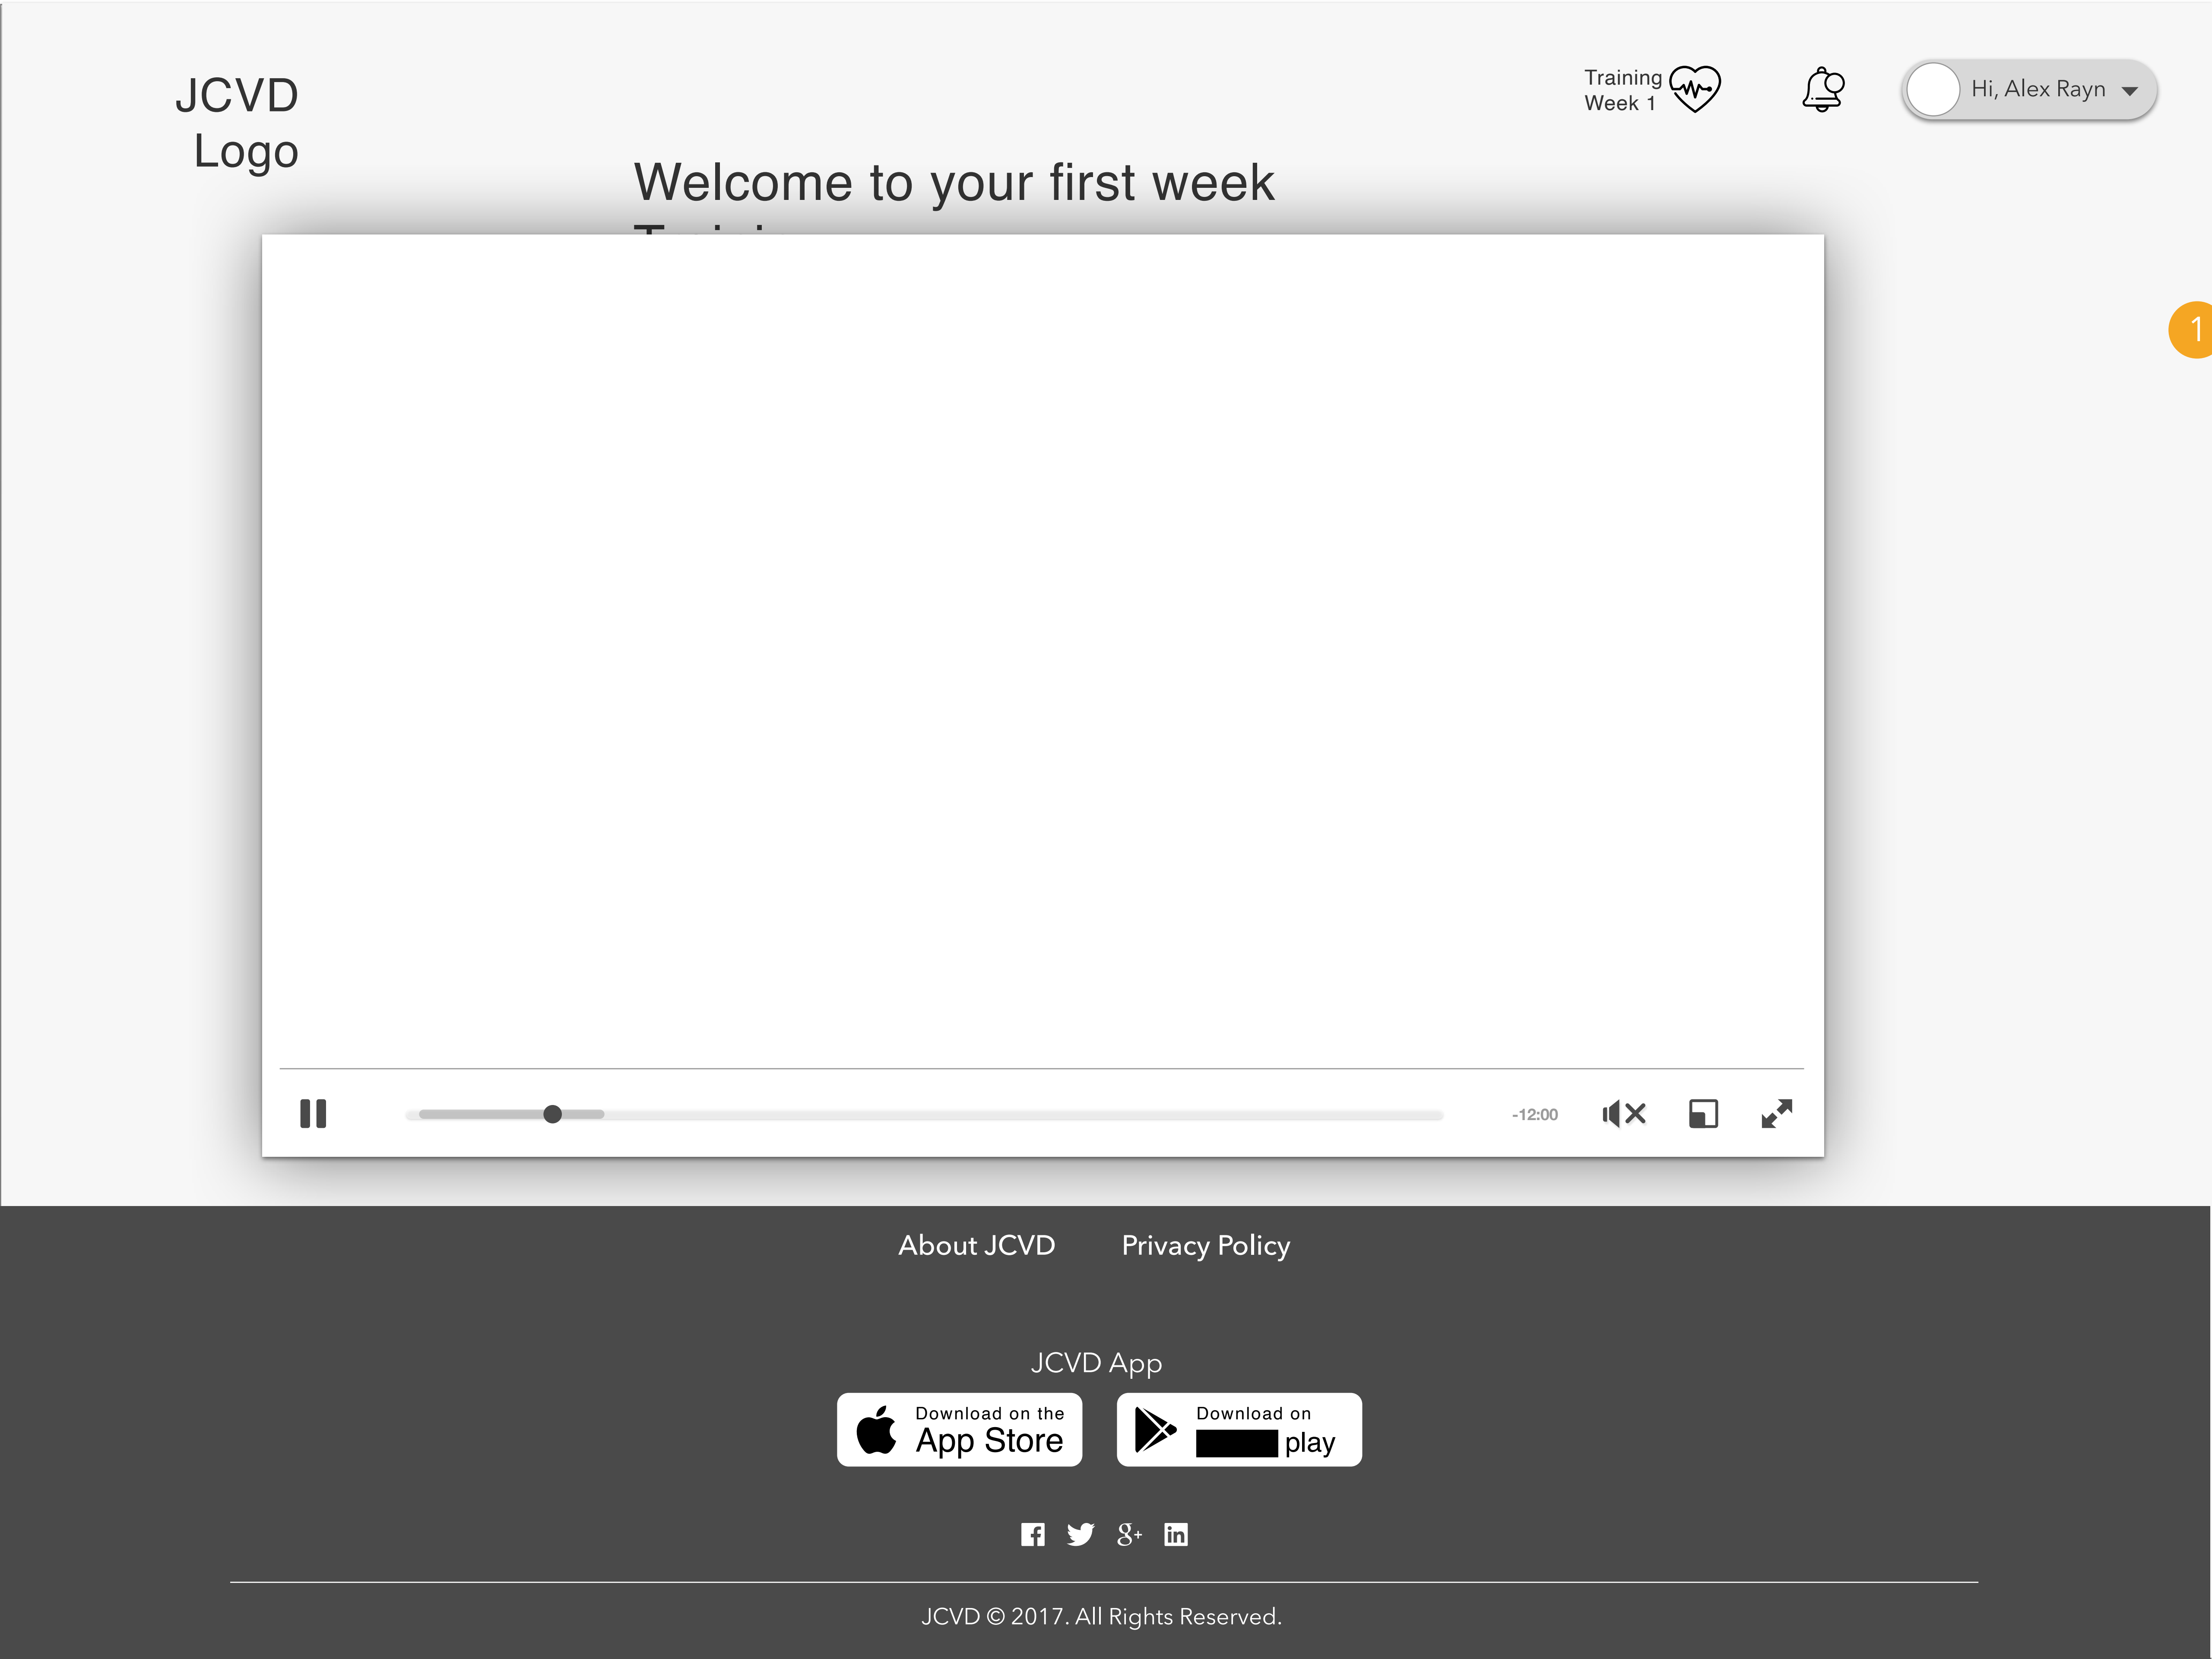 JCVD
Logo
Training
Week 1
Hi, Alex Rayn
Welcome to your first week
1
-12:00
About JCVD
Privacy Policy
JCVD App
Download on the
App Store
Download on
play
f
g+
in
JCVD © 2017. All Rights Reserved.